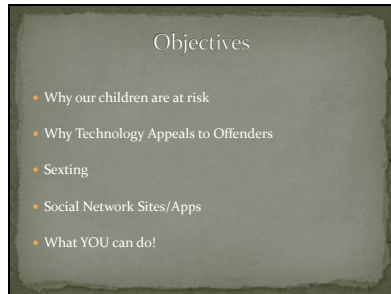 Objectives
• Why our children are at risk
• Why Technology Appeals to Offenders
• Sexting
• Social Network Sites/Apps
• What YOU can do!